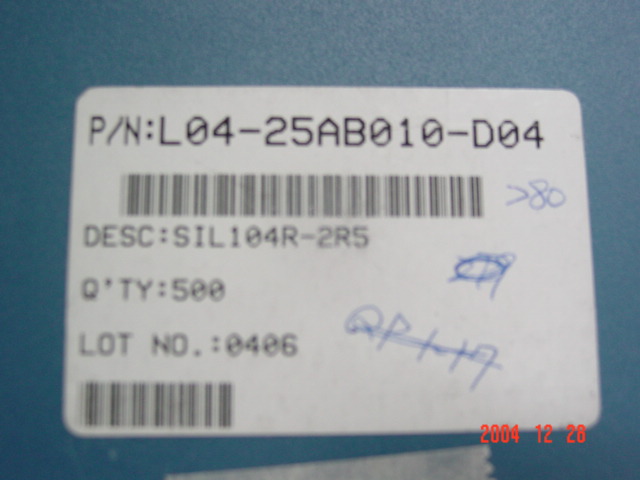 P/N:L04-25AB010-D04
>80
DESC:SIL104R-2R5
Q'TY:500
LOT NO.:0406
2004 12 28